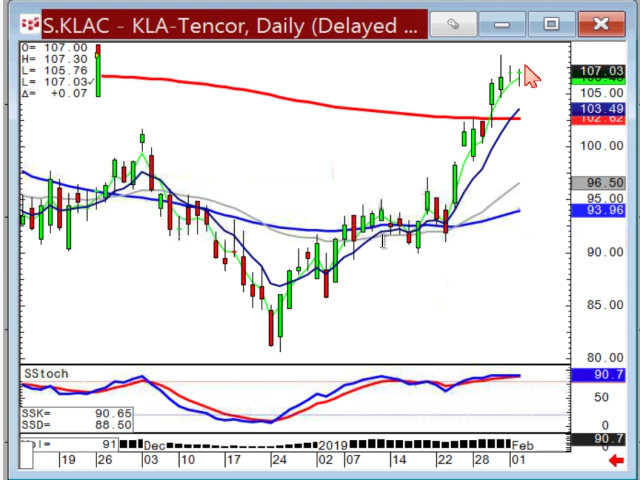 S.KLAC - KLA-Tencor, Daily (Delayed ...
O= 107.00
H= 107.30
L= 105.76
L= 107.03✓
Δ= +0.07
107.03
105.00
103.49
102.62
100.00
96.50
95.00
93.96
90.00
85.00
80.00
SStoch
90.7
50
SSK= 90.65
SSD= 88.50
0
91
Dec
2019
Feb
90.7
19 26 03 10 17 24 02 07 14 22 28 01